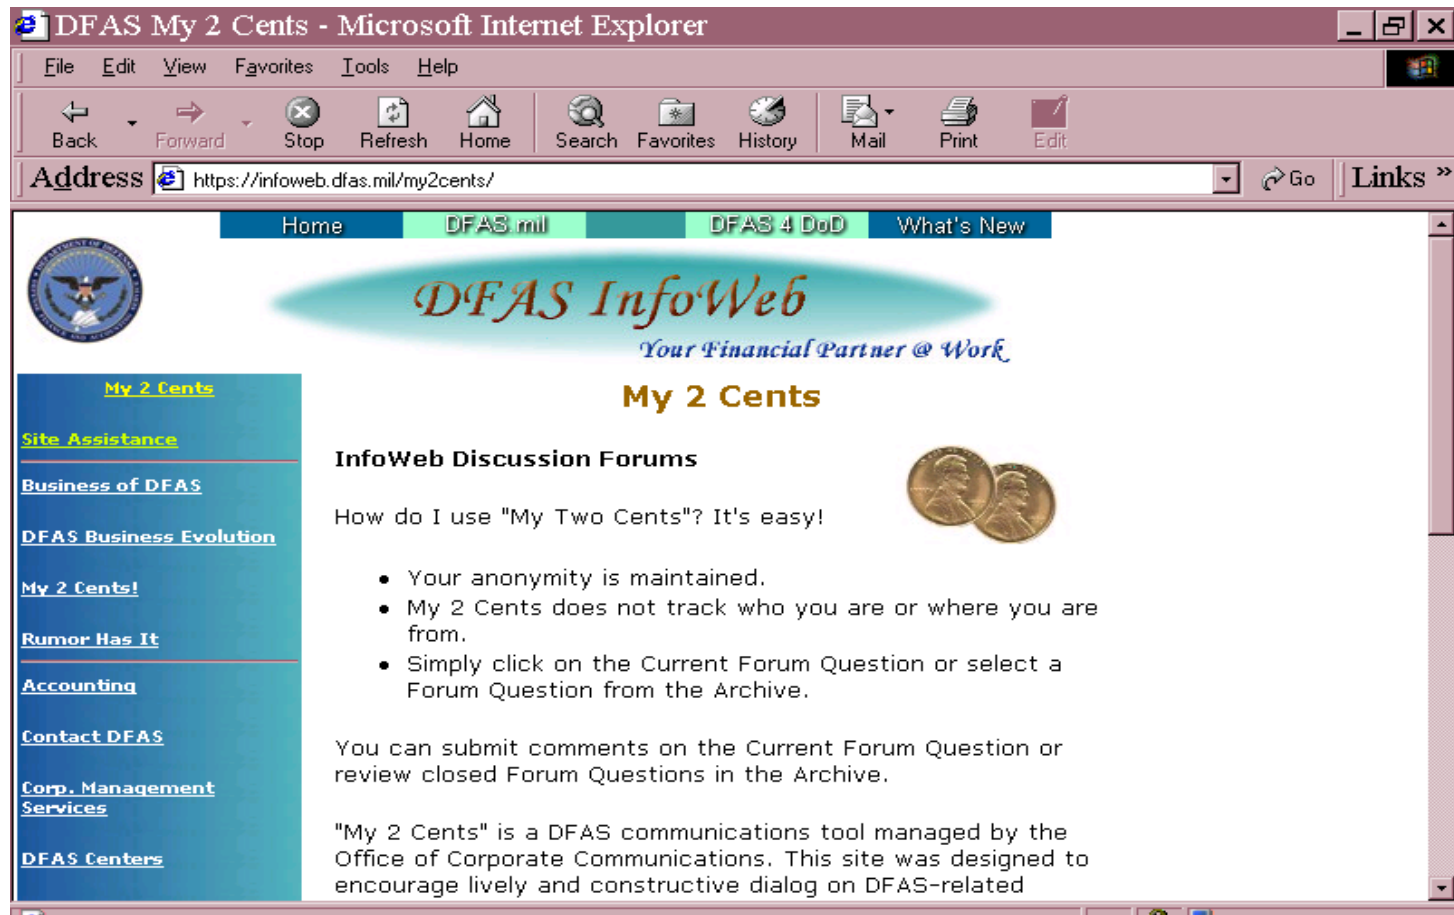 DFAS My 2 Cents - Microsoft Internet Explorer
File Edit View Favorites Tools Help
Back Forward Stop Refresh Home Search Favorites History Mail Print Edit
Address https://infoweb.dfas.mil/my2cents/ Go Links »
Home DFAS.mil DFAS 4 DoD What's New
DFAS InfoWeb
Your Financial Partner @ Work
My 2 Cents
Site Assistance
Business of DFAS
DFAS Business Evolution
My 2 Cents!
Rumor Has It
Accounting
Contact DFAS
Corp. Management
Services
DFAS Centers
My 2 Cents
InfoWeb Discussion Forums
How do I use "My Two Cents"? It's easy!
• Your anonymity is maintained.
• My 2 Cents does not track who you are or where you are
from.
• Simply click on the Current Forum Question or select a
Forum Question from the Archive.
You can submit comments on the Current Forum Question or
review closed Forum Questions in the Archive.
"My 2 Cents" is a DFAS communications tool managed by the
Office of Corporate Communications. This site was designed to
encourage lively and constructive dialog on DFAS-related